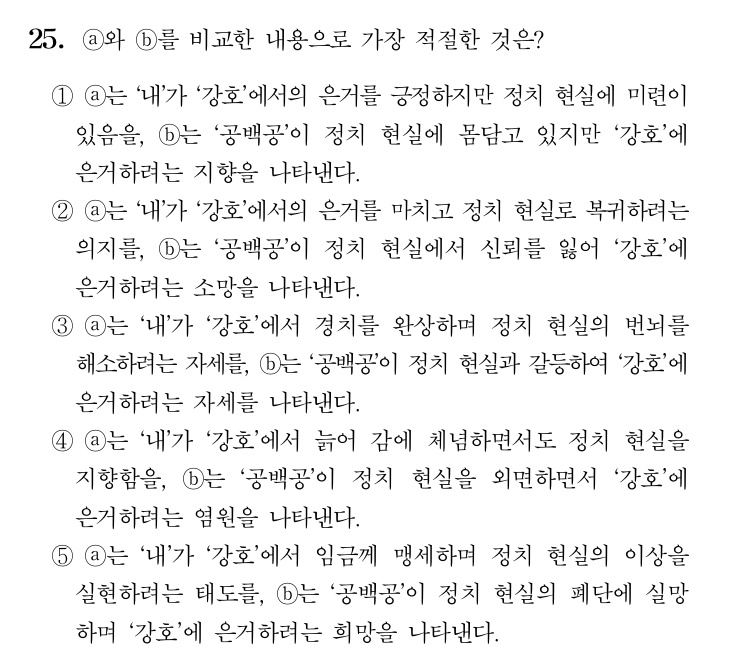 25. ⓐ와 ⓑ를 비교한 내용으로 가장 적절한 것은?
① ⓐ는 ‘내’가 ‘강호’에서의 은거를 긍정하지만 정치 현실에 미련이
있음을, ⓑ는 ‘공백공’이 정치 현실에 몸담고 있지만 ‘강호’에
은거하려는 지향을 나타낸다.
② ⓐ는 ‘내’가 ‘강호’에서의 은거를 마치고 정치 현실로 복귀하려는
의지를, ⓑ는 ‘공백공’이 정치 현실에서 신뢰를 잃어 ‘강호’에
은거하려는 소망을 나타낸다.
③ ⓐ는 ‘내’가 ‘강호’에서 경치를 완상하며 정치 현실의 번뇌를
해소하려는 자세를, ⓑ는 ‘공백공’이 정치 현실과 갈등하여 ‘강호’에
은거하려는 자세를 나타낸다.
④ ⓐ는 ‘내’가 ‘강호’에서 늙어 감에 체념하면서도 정치 현실을
지향함을, ⓑ는 ‘공백공’이 정치 현실을 외면하면서 ‘강호’에
은거하려는 염원을 나타낸다.
⑤ ⓐ는 ‘내’가 ‘강호’에서 임금께 맹세하며 정치 현실의 이상을
실현하려는 태도를, ⓑ는 ‘공백공’이 정치 현실의 폐단에 실망
하며 ‘강호’에 은거하려는 희망을 나타낸다.